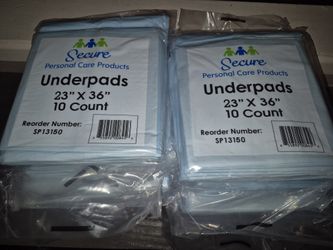 Secure
Personal Care Products
Underpads
23" X 36"
10 Count
Reorder Number:
SP13150
Secure
Personal Care Products
Underpads
23" X 36"
10 Count
Reorder Number:
SP13150